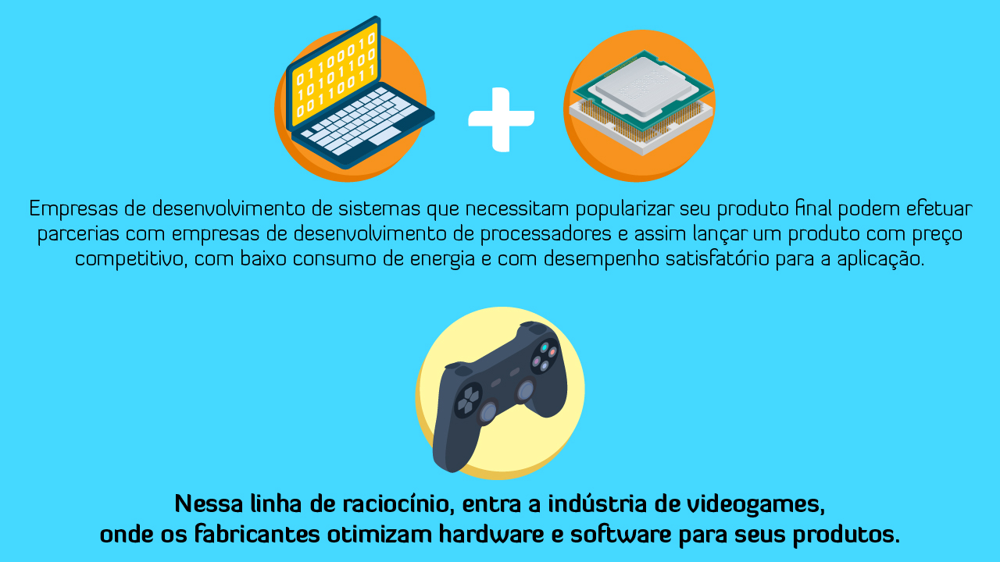 01100010
10101100
00110011
Empresas de desenvolvimento de sistemas que necessitam popularizar seu produto final podem efetuar
parcerias com empresas de desenvolvimento de processadores e assim lançar um produto com preço
competitivo, com baixo consumo de energia e com desempenho satisfatório para a aplicação.
Nessa linha de raciocínio, entra a indústria de videogames,
onde os fabricantes otimizam hardware e software para seus produtos.